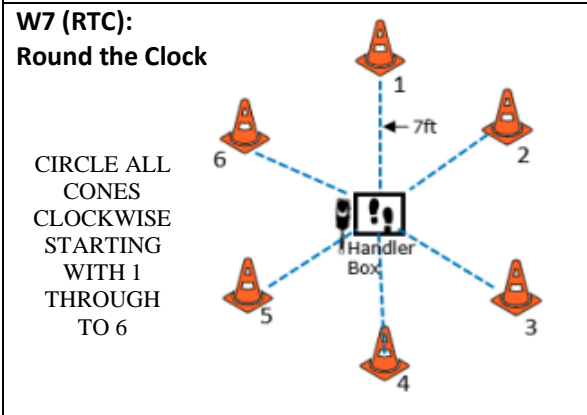 W7 (RTC):
Round the Clock
1
7ft
2
6
CIRCLE ALL
CONES
CLOCKWISE
STARTING
WITH 1
THROUGH
TO 6
Handler
Box
5
3
4